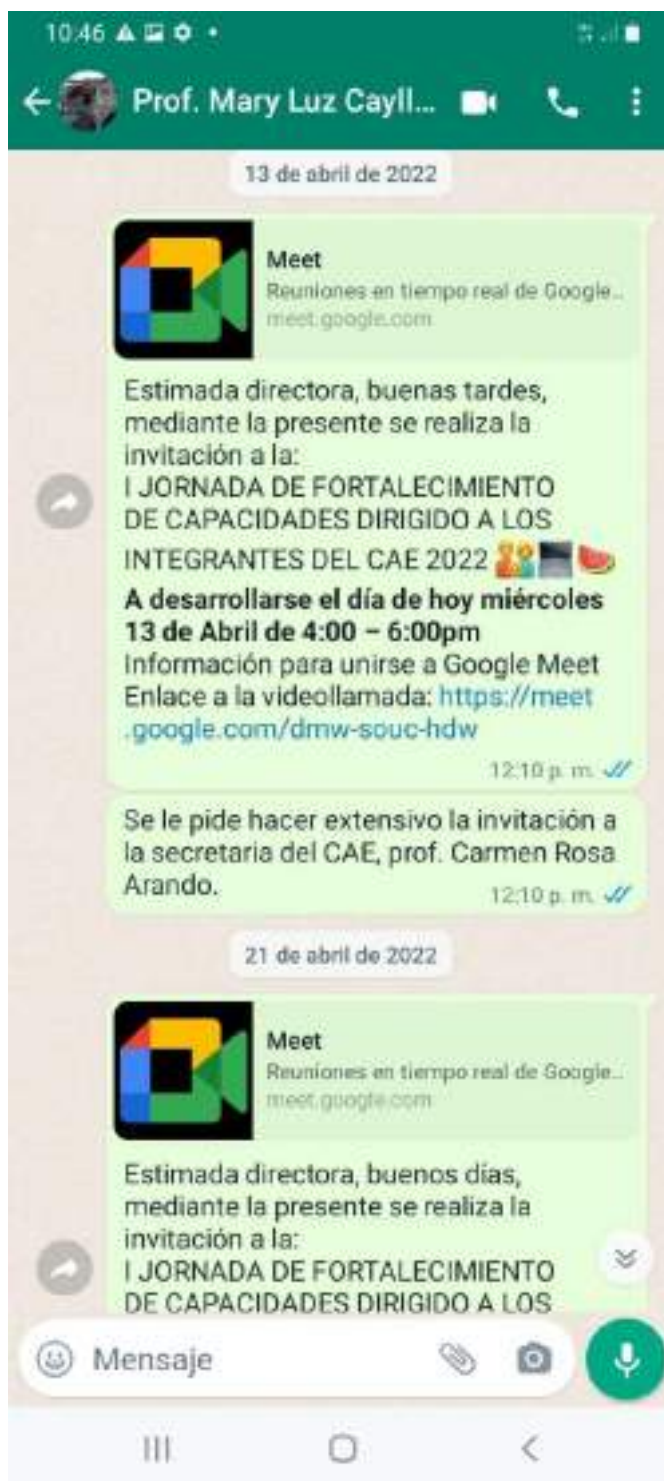 10:46
Prof. Mary Luz Cayll...
13 de abril de 2022
Meet
Reuniones en tiempo real de Google...
meet.google.com
Estimada directora, buenas tardes,
mediante la presente se realiza la
invitación a la:
I JORNADA DE FORTALECIMIENTO
DE CAPACIDADES DIRIGIDO A LOS
INTEGRANTES DEL CAE 2022
A desarrollarse el día de hoy miércoles
13 de Abril de 4:00 – 6:00pm
Información para unirse a Google Meet
Enlace a la videollamada: https://meet
.google.com/dmw-souc-hdw
12:10 p. m.
Se le pide hacer extensivo la invitación a
la secretaria del CAE, prof. Carmen Rosa
Arando.
12:10 p. m.
21 de abril de 2022
Meet
Reuniones en tiempo real de Google...
meet.google.com
Estimada directora, buenos días,
mediante la presente se realiza la
invitación a la:
I JORNADA DE FORTALECIMIENTO
DE CAPACIDADES DIRIGIDO A LOS
Mensaje